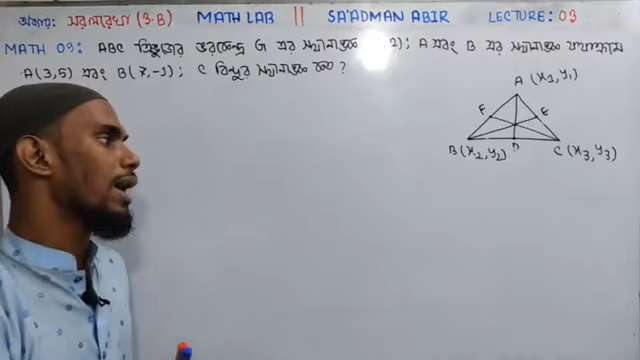 অধ্যায়: সরলরেখা (3.B) MATH LAB || SA'ADMAN ABIR LECTURE: 03
MATH 09: ABC ত্রিভুজের ভরকেন্দ্র G এর স্থানাঙ্ক ,2); A এবং B এর স্থানাঙ্ক যথাক্রমে
A(3,5) এবং B(7,-1); C বিন্দুর স্থানাঙ্ক কত?
A (x1,y1)
F E
B(x2,y2) D C (x3,y3)